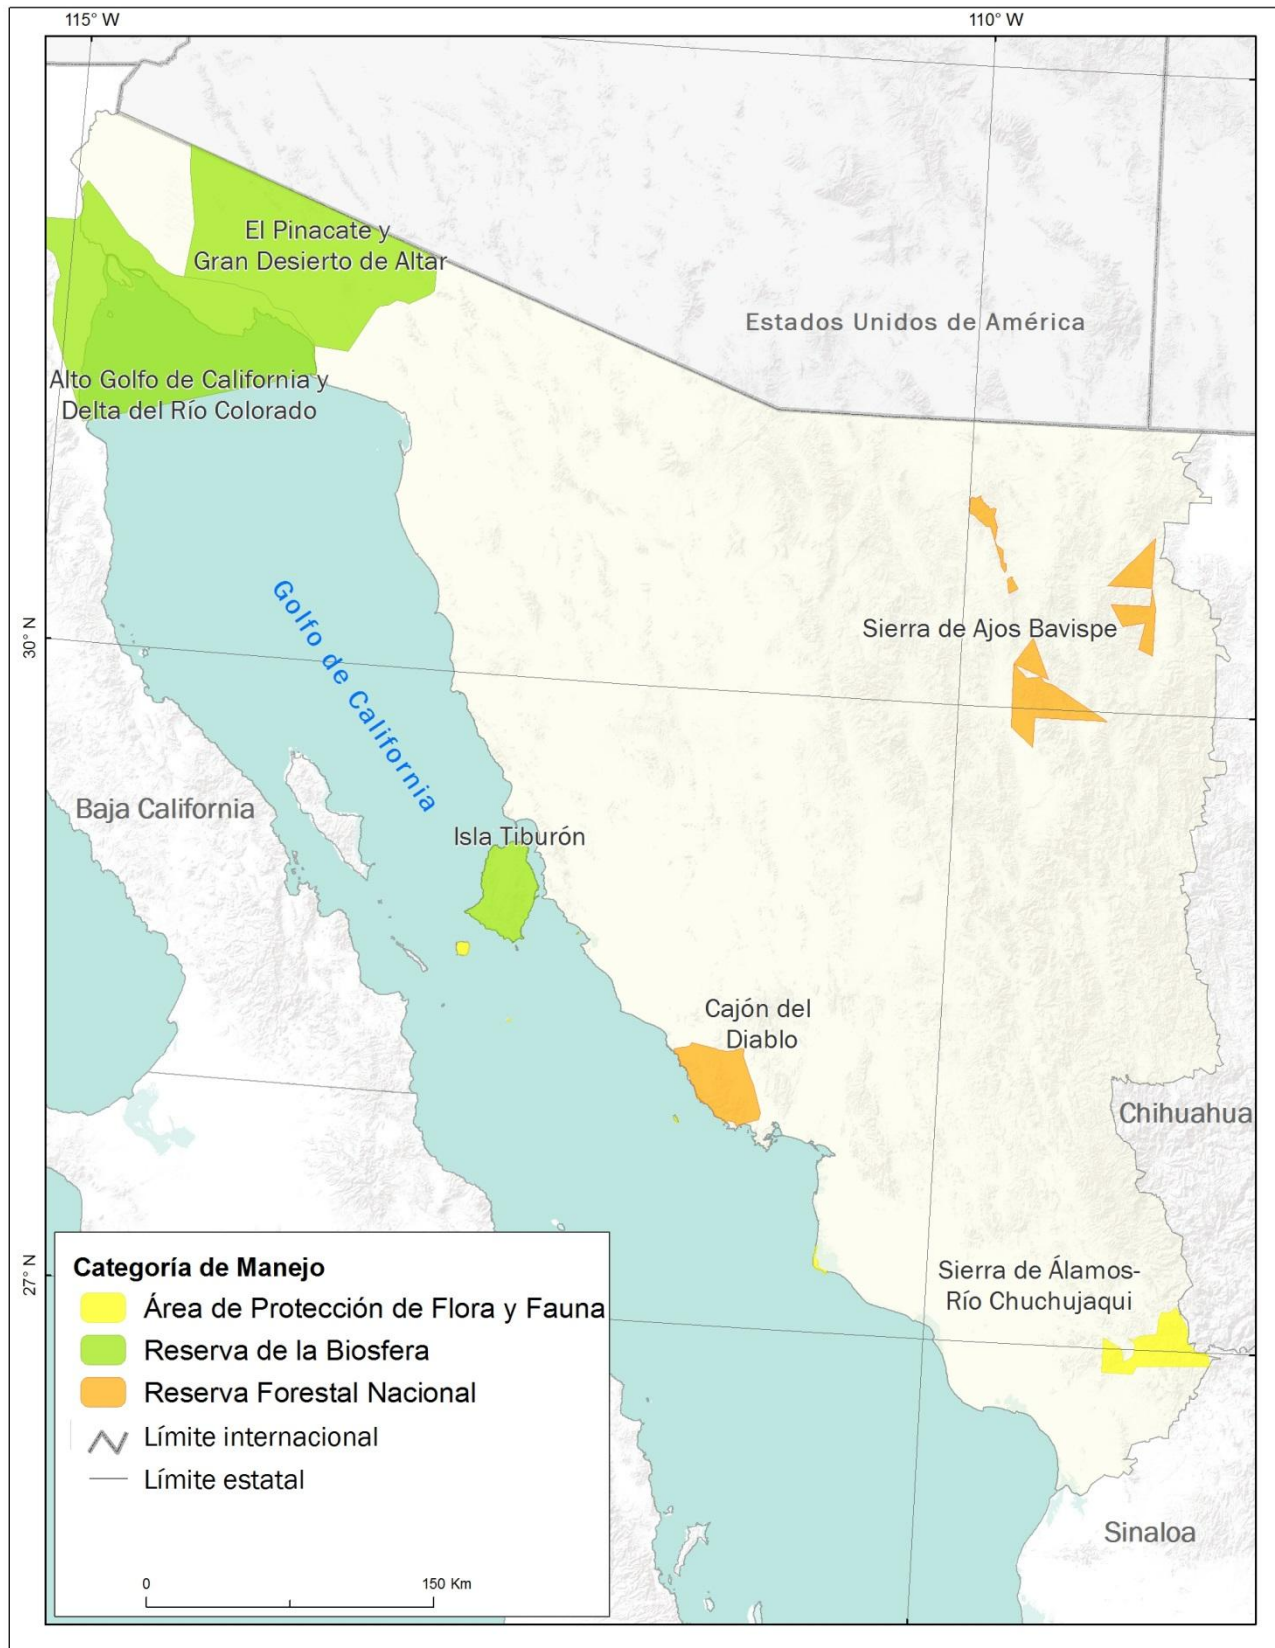 115° W
110° W
El Pinacate y
Gran Desierto de Altar
Estados Unidos de América
Alto Golfo de California y
Delta del Río Colorado
30° N
Golfo de California
Sierra de Ajos Bavispe
Baja California
Isla Tiburón
Cajón del
Diablo
Chihuahua
27° N
Sierra de Álamos-
Río Chuchujaqui
Sinaloa
Categoría de Manejo
Área de Protección de Flora y Fauna
Reserva de la Biosfera
Reserva Forestal Nacional
Límite internacional
Límite estatal
0 150 Km